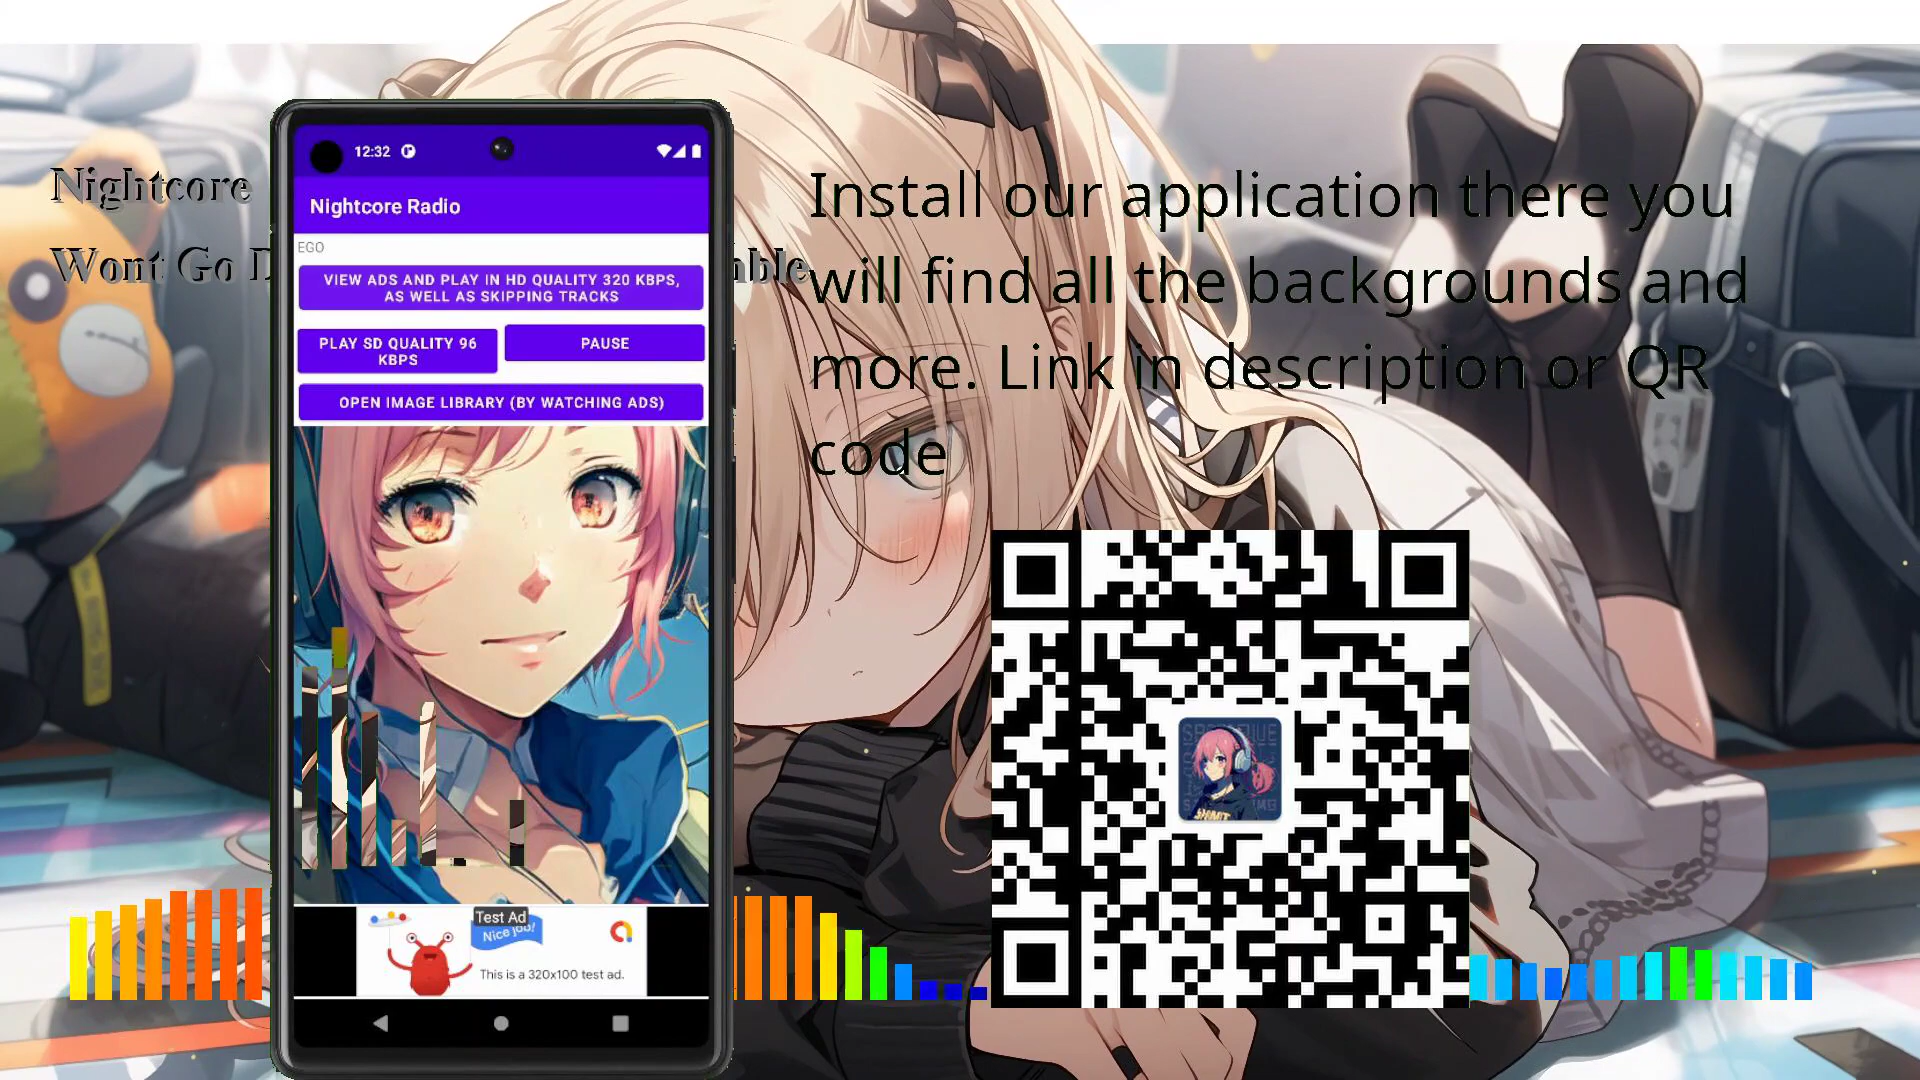 Nightcore
Wont Go
12:32
Nightcore Radio
EGO
VIEW ADS AND PLAY IN HD QUALITY 320 KBPS,
AS WELL AS SKIPPING TRACKS
PLAY SD QUALITY 96
KBPS
PAUSE
OPEN IMAGE LIBRARY (BY WATCHING ADS)
Test Ad
Nice job!
This is a 320x100 test ad.
Install our application there you
will find all the backgrounds and
more. Link in description or QR
code